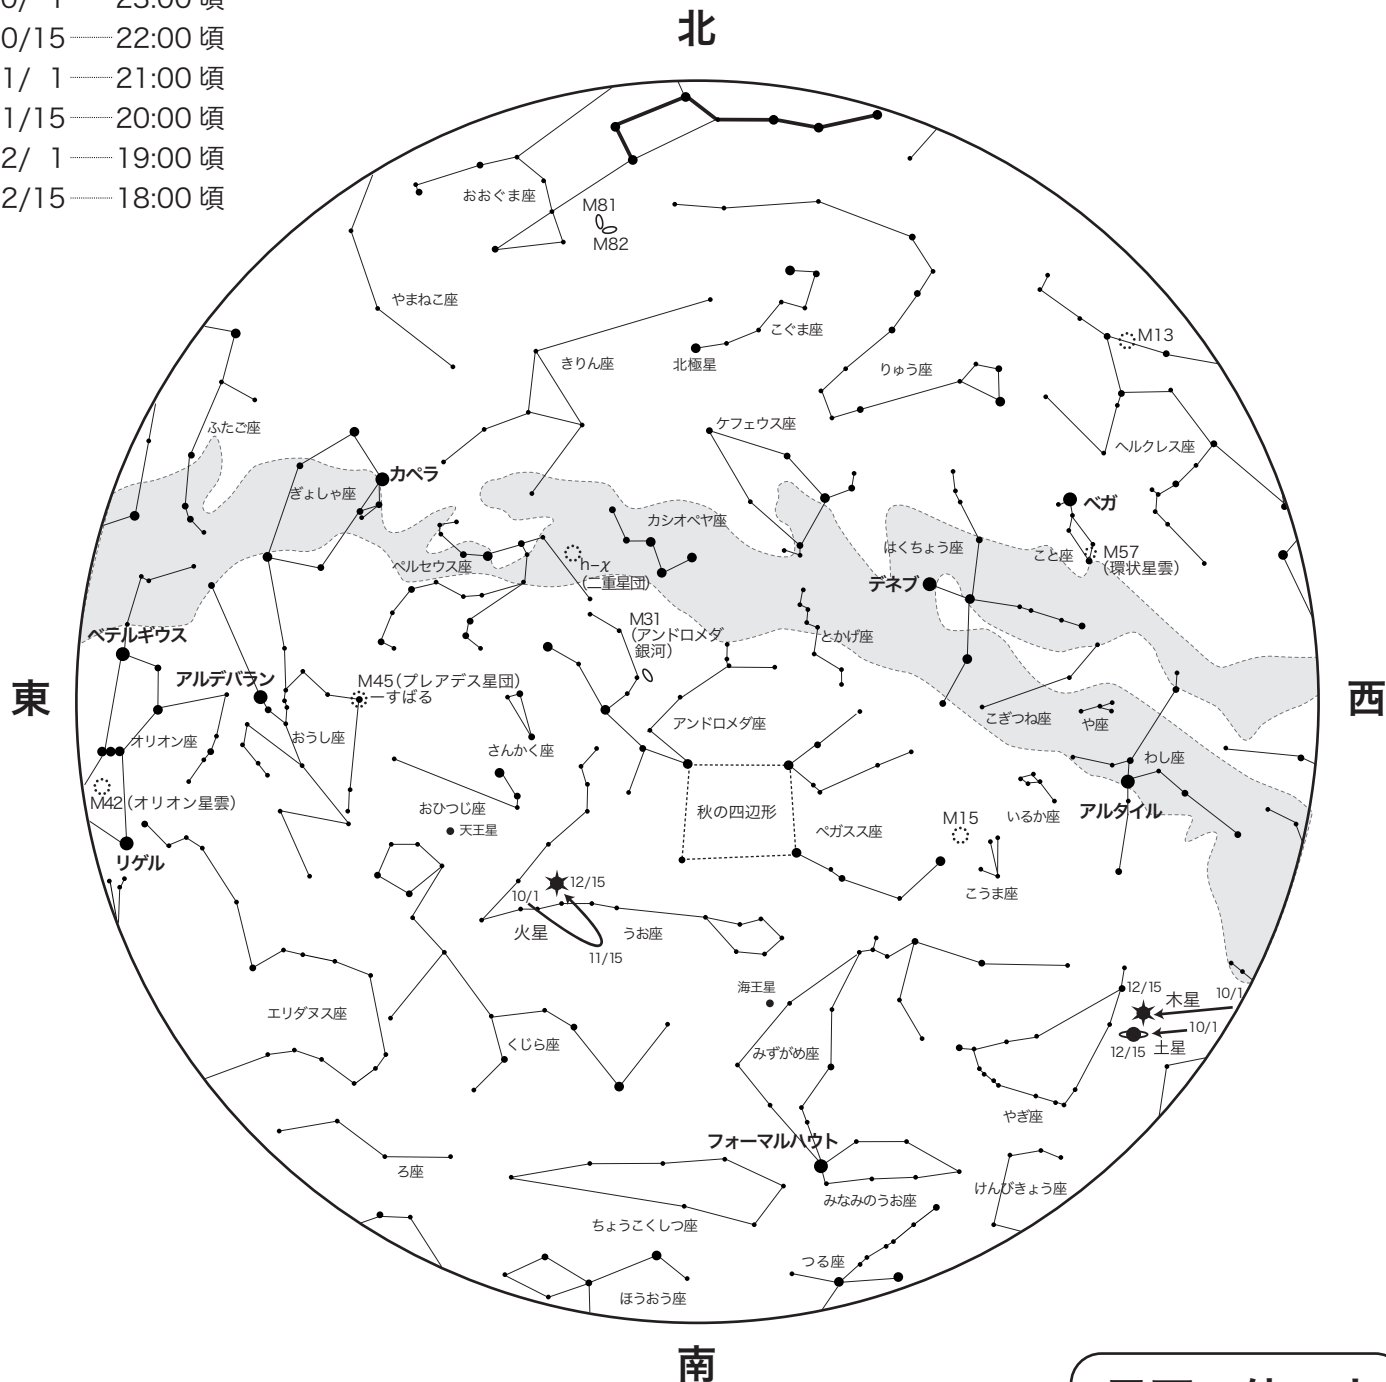 0/15 22:00 頃
1/ 1 21:00 頃
1/15 20:00 頃
2/ 1 19:00 頃
2/15 18:00 頃
北
おおぐま座
M81
M82
やまねこ座
こぐま座
北極星
きりん座
りゅう座
M13
ヘルクレス座
ふたご座
ケフェウス座
カペラ
ぎょしゃ座
カシオペヤ座
ベガ
はくちょう座
こと座
M57
(環状星雲)
ペルセウス座
h-χ
(二重星団)
デネブ
M31
(アンドロメダ
銀河)
とかげ座
ベテルギウス
アルデバラン
M45(プレアデス星団)
ーすばる
東
西
オリオン座
おうし座
さんかく座
アンドロメダ座
こぎつね座
や座
わし座
M42(オリオン星雲)
おひつじ座
天王星
秋の四辺形
ペガスス座
M15
いるか座
アルタイル
リゲル
こうま座
12/15
10/1
火星
11/15
うお座
海王星
12/15
木星
10/1
10/1
12/15
土星
エリダヌス座
くじら座
みずがめ座
やぎ座
フォーマルハウト
ろ座
みなみのうお座
けんびきょう座
ちょうこくしつ座
つる座
ほうおう座
南